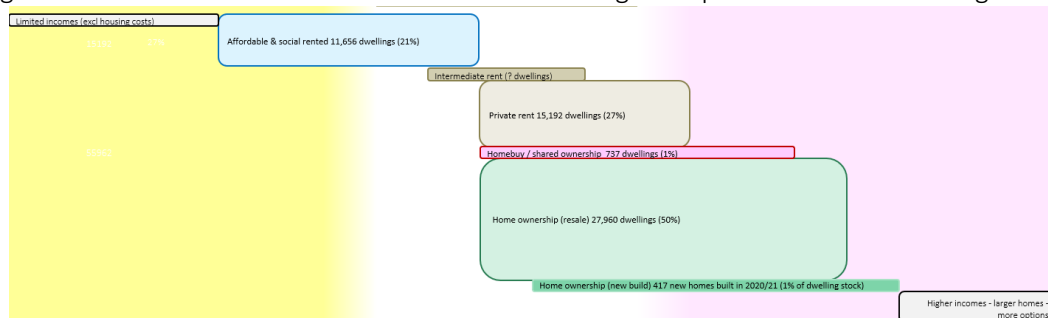 Limited incomes (excl housing costs)
Affordable & social rented 11,656 dwellings (21%)
Intermediate rent (? dwellings)
Private rent 15,192 dwellings (27%)
Homebuy / shared ownership 737 dwellings (1%)
Home ownership (resale) 27,960 dwellings (50%)
Home ownership (new build) 417 new homes built in 2020/21 (1% of dwelling stock)
Higher incomes - larger homes -
more options